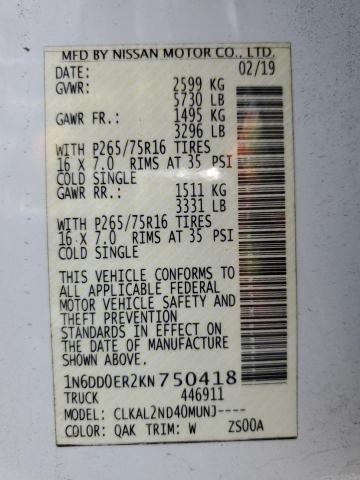 MFD BY NISSAN MOTOR CO., LTD.
DATE: 02/19
GVWR: 2599 KG
5730 LB
GAWR FR.: 1495 KG
3296 LB
WITH P265/75R16 TIRES
16 X 7.0 RIMS AT 35 PSI
COLD SINGLE
GAWR RR.: 1511 KG
3331 LB
WITH P265/75R16 TIRES
16 X 7.0 RIMS AT 35 PSI
COLD SINGLE
THIS VEHICLE CONFORMS TO
ALL APPLICABLE FEDERAL
MOTOR VEHICLE SAFETY AND
THEFT PREVENTION
STANDARDS IN EFFECT ON
THE DATE OF MANUFACTURE
SHOWN ABOVE.
1N6DD0ER2KN750418
TRUCK 446911
MODEL: CLKAL2ND40MUNJ----
COLOR: QAK TRIM: W ZS00A